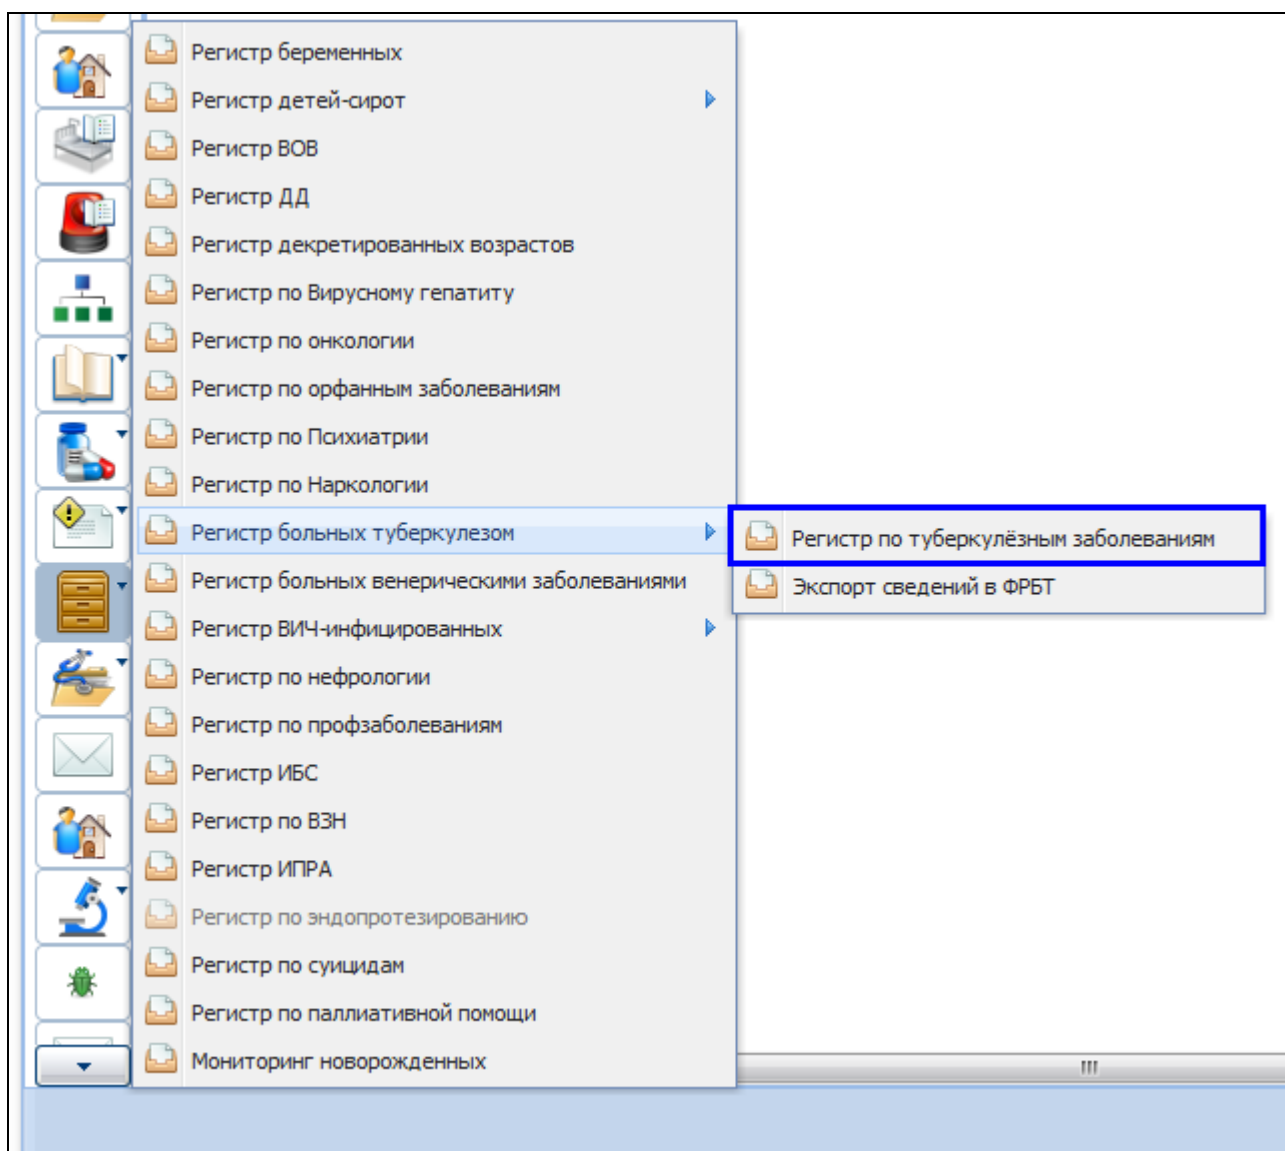 Регистр беременных
Регистр детей-сирот
Регистр ВОВ
Регистр ДД
Регистр декретированных возрастов
Регистр по Вирусному гепатиту
Регистр по онкологии
Регистр по орфанным заболеваниям
Регистр по Психиатрии
Регистр по Наркологии
Регистр больных туберкулезом
Регистр по туберкулёзным заболеваниям
Экспорт сведений в ФРБТ
Регистр больных венерическими заболеваниями
Регистр ВИЧ-инфицированных
Регистр по нефрологии
Регистр по профзаболеваниям
Регистр ИБС
Регистр по ВЗН
Регистр ИПРА
Регистр по эндопротезированию
Регистр по суицидам
Регистр по паллиативной помощи
Мониторинг новорожденных